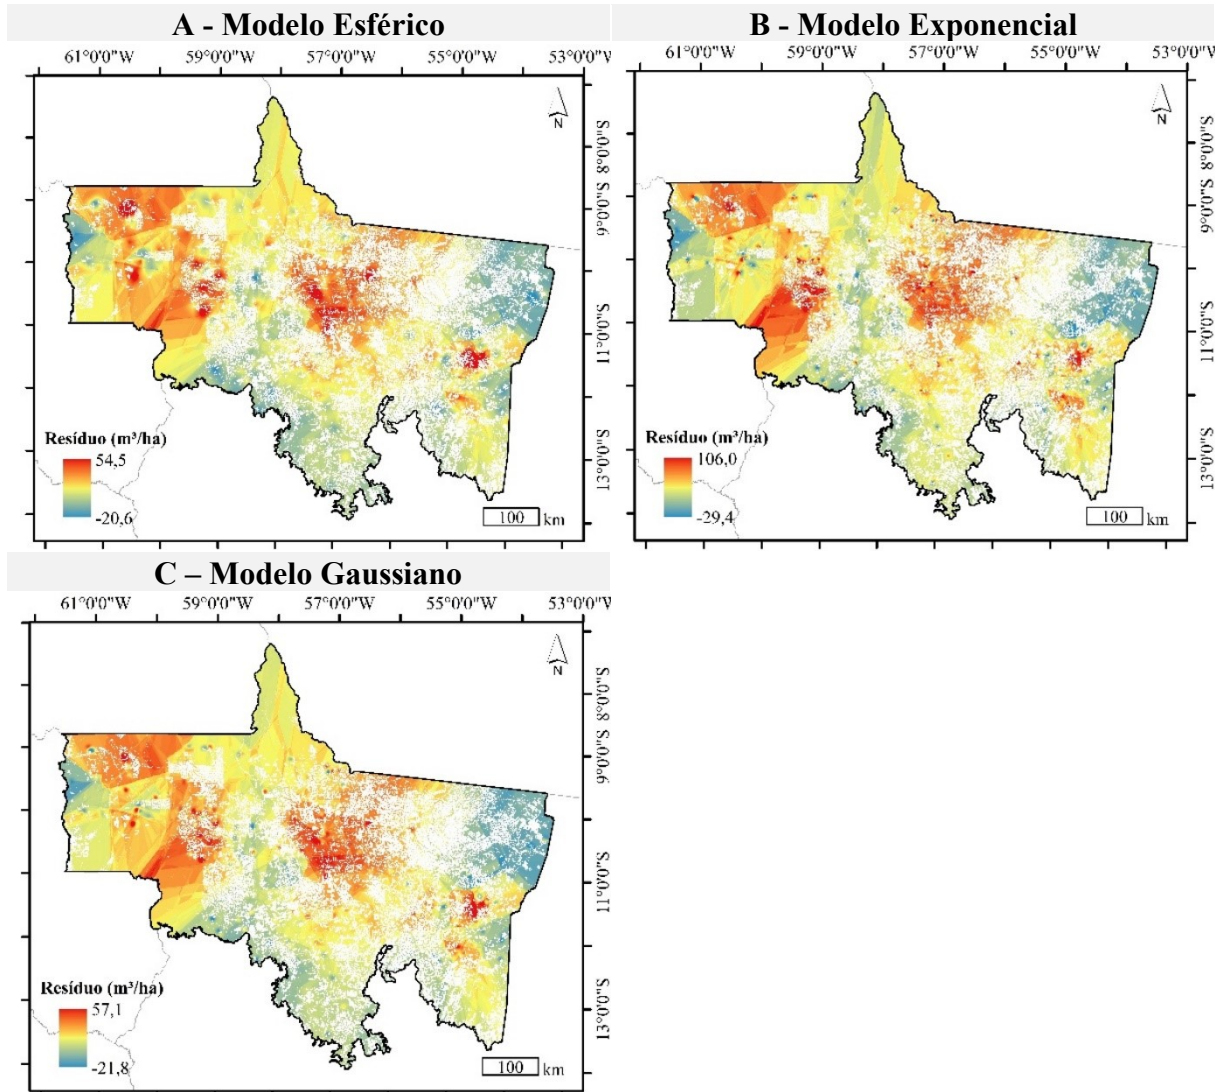 A - Modelo Esférico
61°0'0"W 59°0'0"W 57°0'0"W 55°0'0"W 53°0'0"W
N
8°0'0"S
9°0'0"S
11°0'0"S
13°0'0"S
Resíduo (m³/ha)
54,5
-20,6
100 km
B - Modelo Exponencial
61°0'0"W 59°0'0"W 57°0'0"W 55°0'0"W 53°0'0"W
N
8°0'0"S
9°0'0"S
11°0'0"S
13°0'0"S
Resíduo (m³/ha)
106,0
-29,4
100 km
C – Modelo Gaussiano
61°0'0"W 59°0'0"W 57°0'0"W 55°0'0"W 53°0'0"W
N
8°0'0"S
9°0'0"S
11°0'0"S
13°0'0"S
Resíduo (m³/ha)
57,1
-21,8
100 km